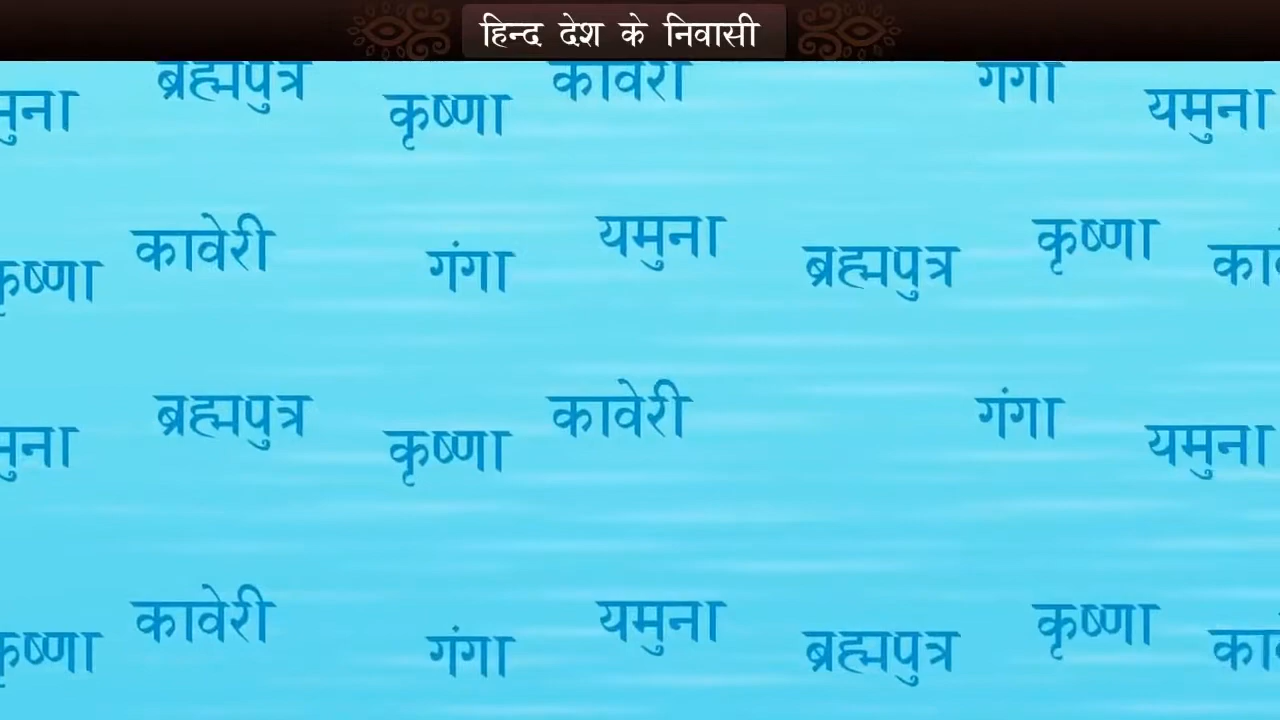 हिन्द देश के निवासी
ब्रह्मपुत्र कावेरी गंगा
मुना कृष्णा यमुना
कावेरी यमुना कृष्णा
कृष्णा गंगा ब्रह्मपुत्र का
ब्रह्मपुत्र कावेरी गंगा
मुना कृष्णा यमुना
कावेरी यमुना कृष्णा
कृष्णा गंगा ब्रह्मपुत्र का